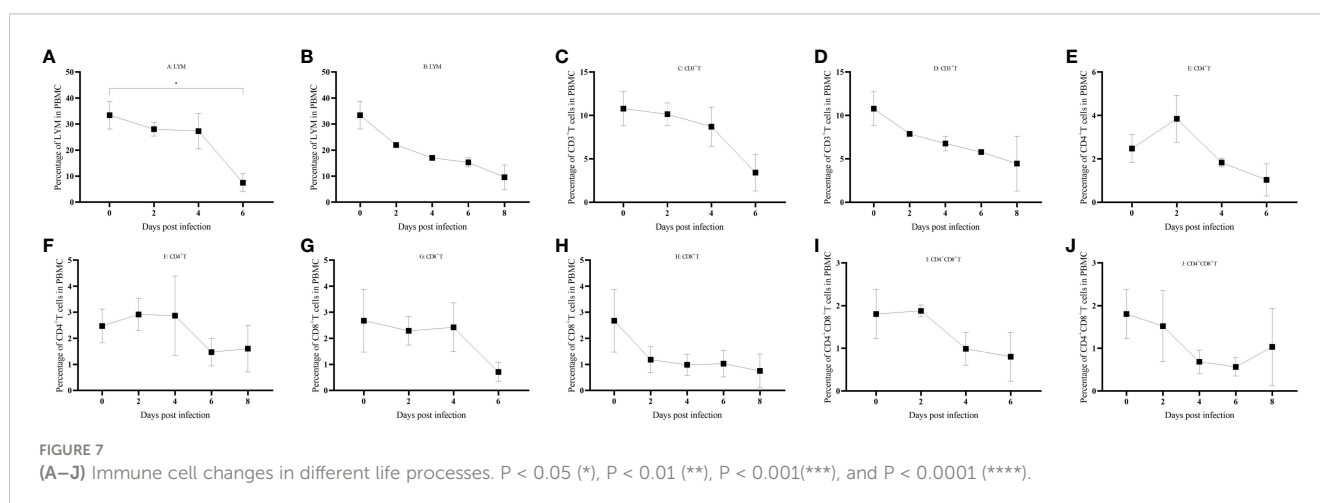 A
A: LYM
*
Percentage of LYM in PBMC
50
40
30
20
10
0
0 2 4 6
Days post infection
B
B: LYM
Percentage of LYM in PBMC
50
40
30
20
10
0
0 2 4 6 8
Days post infection
C
C: CD3⁺T
Percentage of CD3⁺T cells in PBMC
15
10
5
0
0 2 4 6
Days post infection
D
D: CD3⁺T
Percentage of CD3⁺T cells in PBMC
15
10
5
0
0 2 4 6 8
Days post infection
E
E: CD4⁺T
Percentage of CD4⁺T cells in PBMC
6
4
2
0
0 2 4 6
Days post infection
F
F: CD4⁺T
Percentage of CD4⁺T cells in PBMC
5
4
3
2
1
0
0 2 4 6 8
Days post infection
G
G: CD8⁺T
Percentage of CD8⁺T cells in PBMC
5
4
3
2
1
0
0 2 4 6
Days post infection
H
H: CD8⁺T
Percentage of CD8⁺T cells in PBMC
5
4
3
2
1
0
0 2 4 6 8
Days post infection
I
I: CD4⁺CD8⁺T
Percentage of CD4⁺CD8⁺T cells in PBMC
3
2
1
0
0 2 4 6
Days post infection
J
J: CD4⁺CD8⁺T
Percentage of CD4⁺CD8⁺T cells in PBMC
3
2
1
0
0 2 4 6 8
Days post infection
FIGURE 7
(A–J) Immune cell changes in different life processes. P < 0.05 (*), P < 0.01 (**), P < 0.001(***), and P < 0.0001 (****).